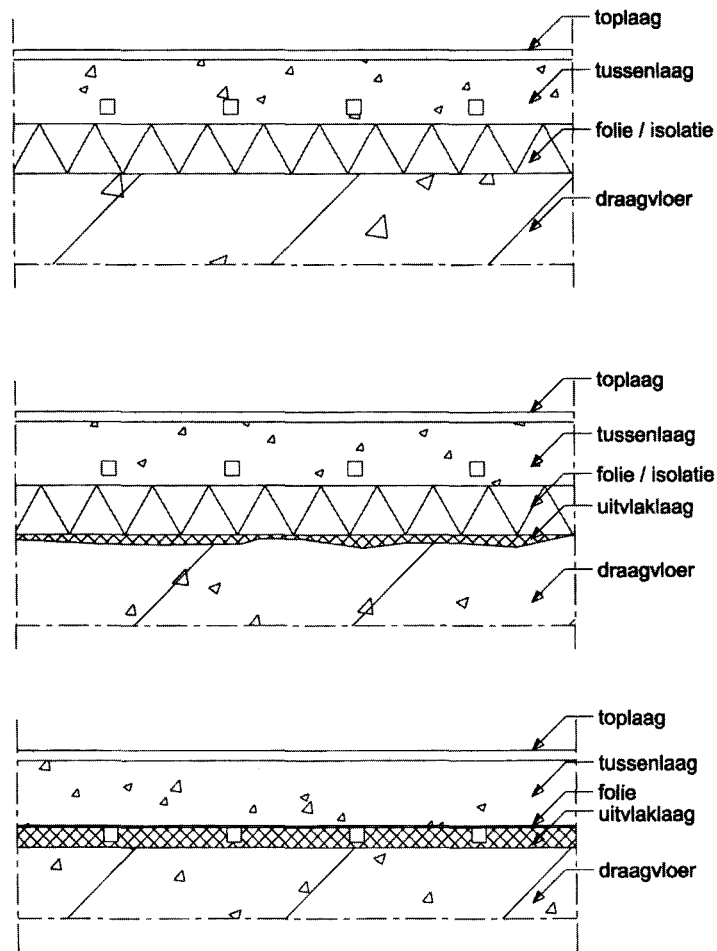 toplaag
tussenlaag
folie / isolatie
draagvloer
toplaag
tussenlaag
folie / isolatie
uitvlaklaag
draagvloer
toplaag
tussenlaag
folie
uitvlaklaag
draagvloer